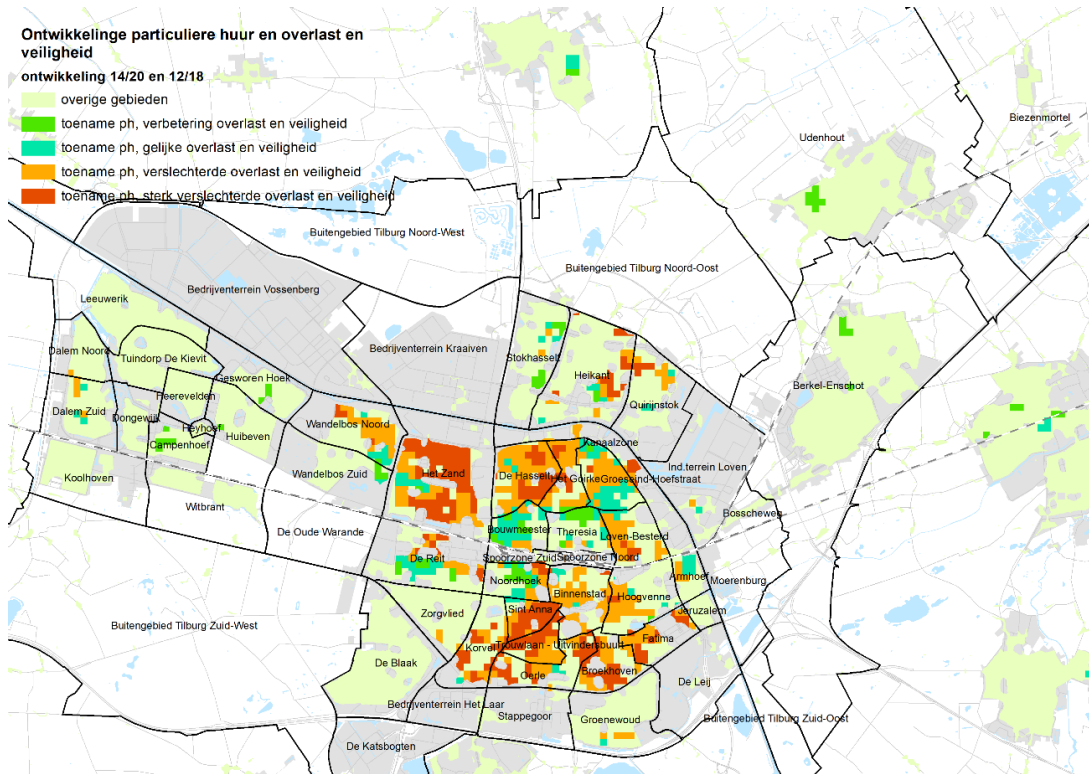 Ontwikkelinge particuliere huur en overlast en
veiligheid
ontwikkeling 14/20 en 12/18
overige gebieden
toename ph, verbetering overlast en veiligheid
toename ph, gelijke overlast en veiligheid
toename ph, verslechterde overlast en veiligheid
toename ph, sterk verslechterde overlast en veiligheid
Biezenmortel
Udenhout
Buitengebied Tilburg Noord-West
Buitengebied Tilburg Noord-Oost
Bedrijventerrein Vossenberg
Leeuwerik
Bedrijventerrein Kraaiven
Dalem Noord
Tuindorp De Kievit
Stokhasselt
Heikant
Gesworen Hoek
Berkel-Enschot
Heerevelden
Quirijnstok
Dalem Zuid
Dongewijk
Heyhoef
Huibeven
Wandelbos Noord
Campenhoef
Kanaalzone
Koolhoven
Wandelbos Zuid
Het Zand
De Hasselt
Het Goirke
Groeseind-Hoefstraat
Ind.terrein Loven
Witbrant
Bosscheweg
De Oude Warande
Bouwmeester
Theresia
Loven-Besterd
De Reit
Spoorzone Zuid
Spoorzone Noord
Noordhoek
Armhoef
Moerenburg
Binnenstad
Hoogvenne
Zorgvlied
Sint Anna
Jeruzalem
Buitengebied Tilburg Zuid-West
Korvel
Trouwlaan - Uitvindersbuurt
Fatima
De Blaak
Oerle
Broekhoven
De Leij
Bedrijventerrein Het Laar
Stappegoor
Groenewoud
Buitengebied Tilburg Zuid-Oost
De Katsbogten